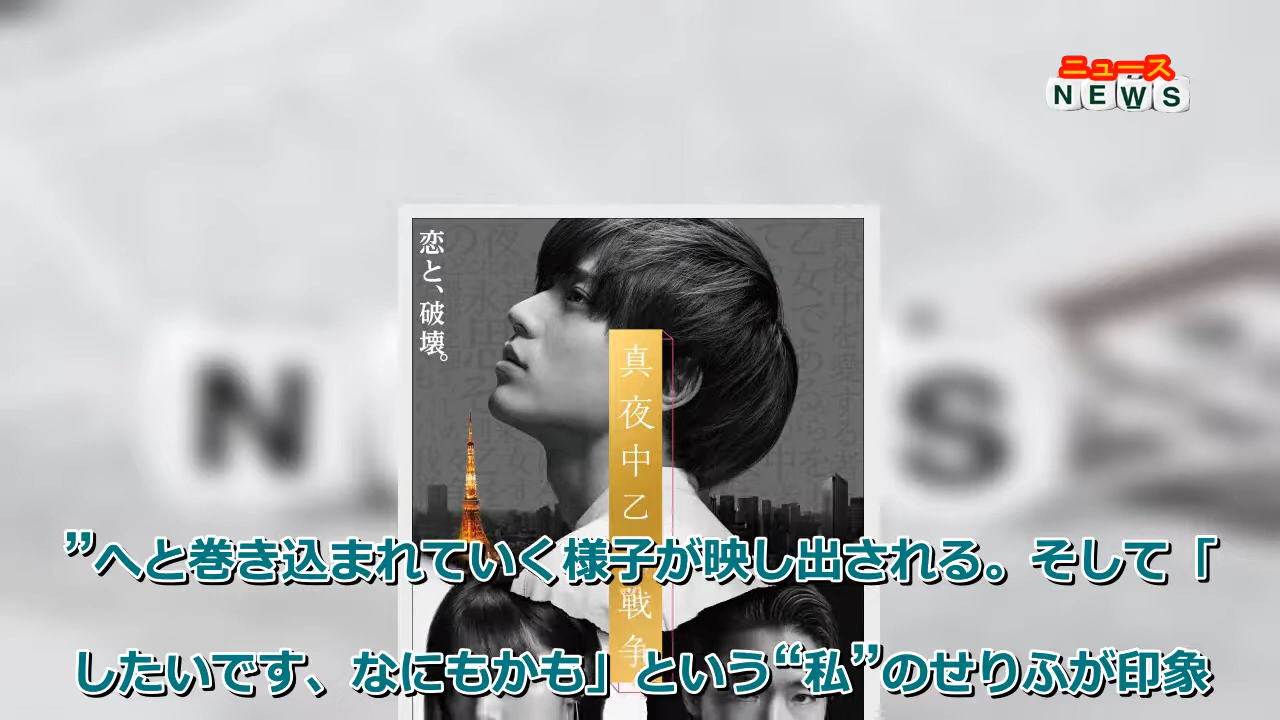 ニュース
NEWS
N S
恋と、破壊。
真夜中乙
戦争
”へと巻き込まれていく様子が映し出される。そして「
したいです、なにもかも」という“私”のせりふが印象